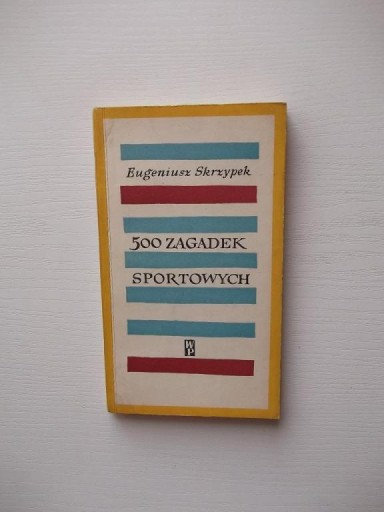 Eugeniusz Skrzypek
500 ZAGADEK
SPORTOWYCH
WP